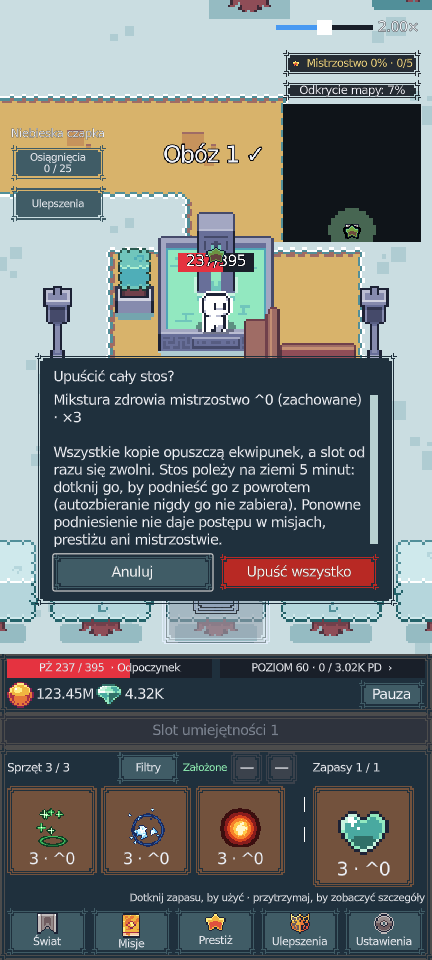 2.00×
Mistrzostwo 0% · 0/5
Odkrycie mapy: 7%
Niebieska czapka
Osiągnięcia
0 / 25
Obóz 1 ✓
Ulepszenia
237/395
Upuścić cały stos?
Mikstura zdrowia mistrzostwo ^0 (zachowane)
· ×3
Wszystkie kopie opuszczą ekwipunek, a slot od
razu się zwolni. Stos poleży na ziemi 5 minut:
dotknij go, by podnieść go z powrotem
(autozbieranie nigdy go nie zabiera). Ponowne
podniesienie nie daje postępu w misjach,
prestiżu ani mistrzostwie.
Anuluj
Upuść wszystko
PŻ 237 / 395 · Odpoczynek
POZIOM 60 · 0 / 3.02K PD ›
123.45M
4.32K
Pauza
Slot umiejętności 1
Sprzęt 3 / 3
Filtry
Założone
—
—
Zapasy 1 / 1
3 · ^0
3 · ^0
3 · ^0
3 · ^0
Dotknij zapasu, by użyć · przytrzymaj, by zobaczyć szczegóły
Świat
Misje
Prestiż
Ulepszenia
Ustawienia